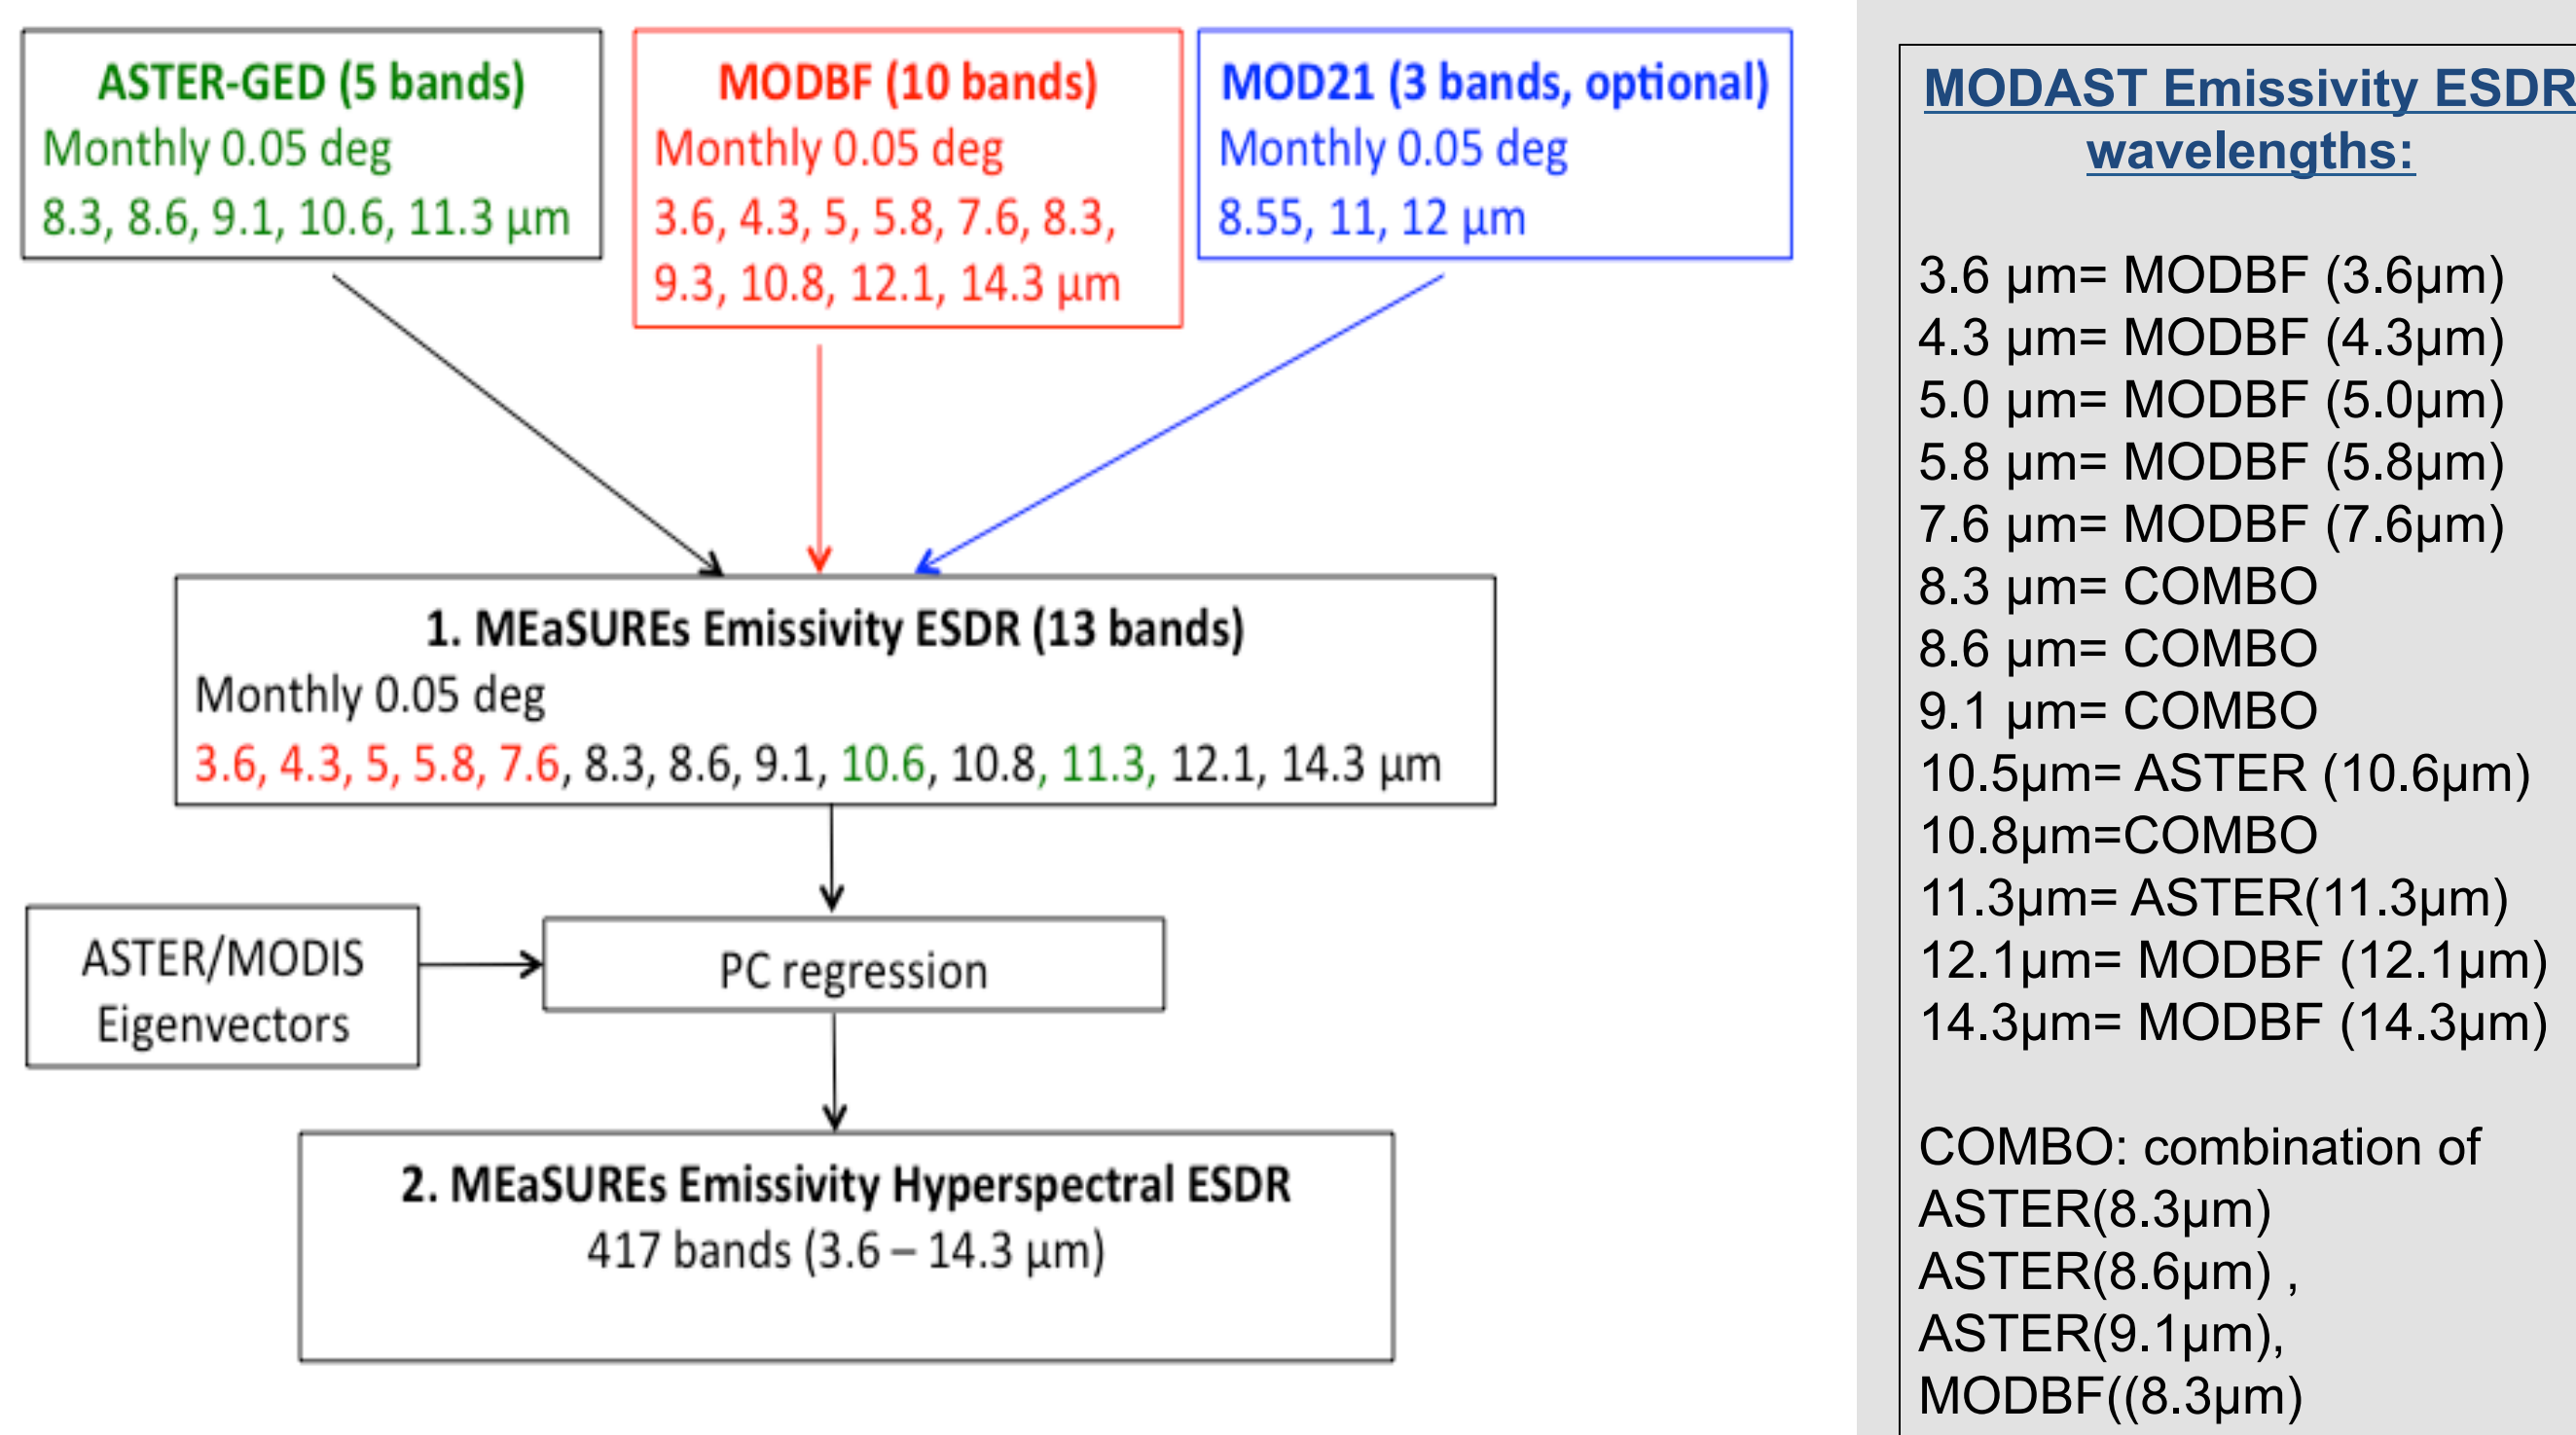 ASTER-GED (5 bands)
Monthly 0.05 deg
8.3, 8.6, 9.1, 10.6, 11.3 µm
MODBF (10 bands)
Monthly 0.05 deg
3.6, 4.3, 5, 5.8, 7.6, 8.3,
9.3, 10.8, 12.1, 14.3 µm
MOD21 (3 bands, optional)
Monthly 0.05 deg
8.55, 11, 12 µm
1. MEaSUREs Emissivity ESDR (13 bands)
Monthly 0.05 deg
3.6, 4.3, 5, 5.8, 7.6, 8.3, 8.6, 9.1, 10.6, 10.8, 11.3, 12.1, 14.3 µm
ASTER/MODIS
Eigenvectors
PC regression
2. MEaSUREs Emissivity Hyperspectral ESDR
417 bands (3.6 – 14.3 µm)
MODAST Emissivity ESDR
wavelengths:
3.6 µm= MODBF (3.6µm)
4.3 µm= MODBF (4.3µm)
5.0 µm= MODBF (5.0µm)
5.8 µm= MODBF (5.8µm)
7.6 µm= MODBF (7.6µm)
8.3 µm= COMBO
8.6 µm= COMBO
9.1 µm= COMBO
10.5µm= ASTER (10.6µm)
10.8µm=COMBO
11.3µm= ASTER(11.3µm)
12.1µm= MODBF (12.1µm)
14.3µm= MODBF (14.3µm)
COMBO: combination of
ASTER(8.3µm)
ASTER(8.6µm) ,
ASTER(9.1µm),
MODBF((8.3µm)